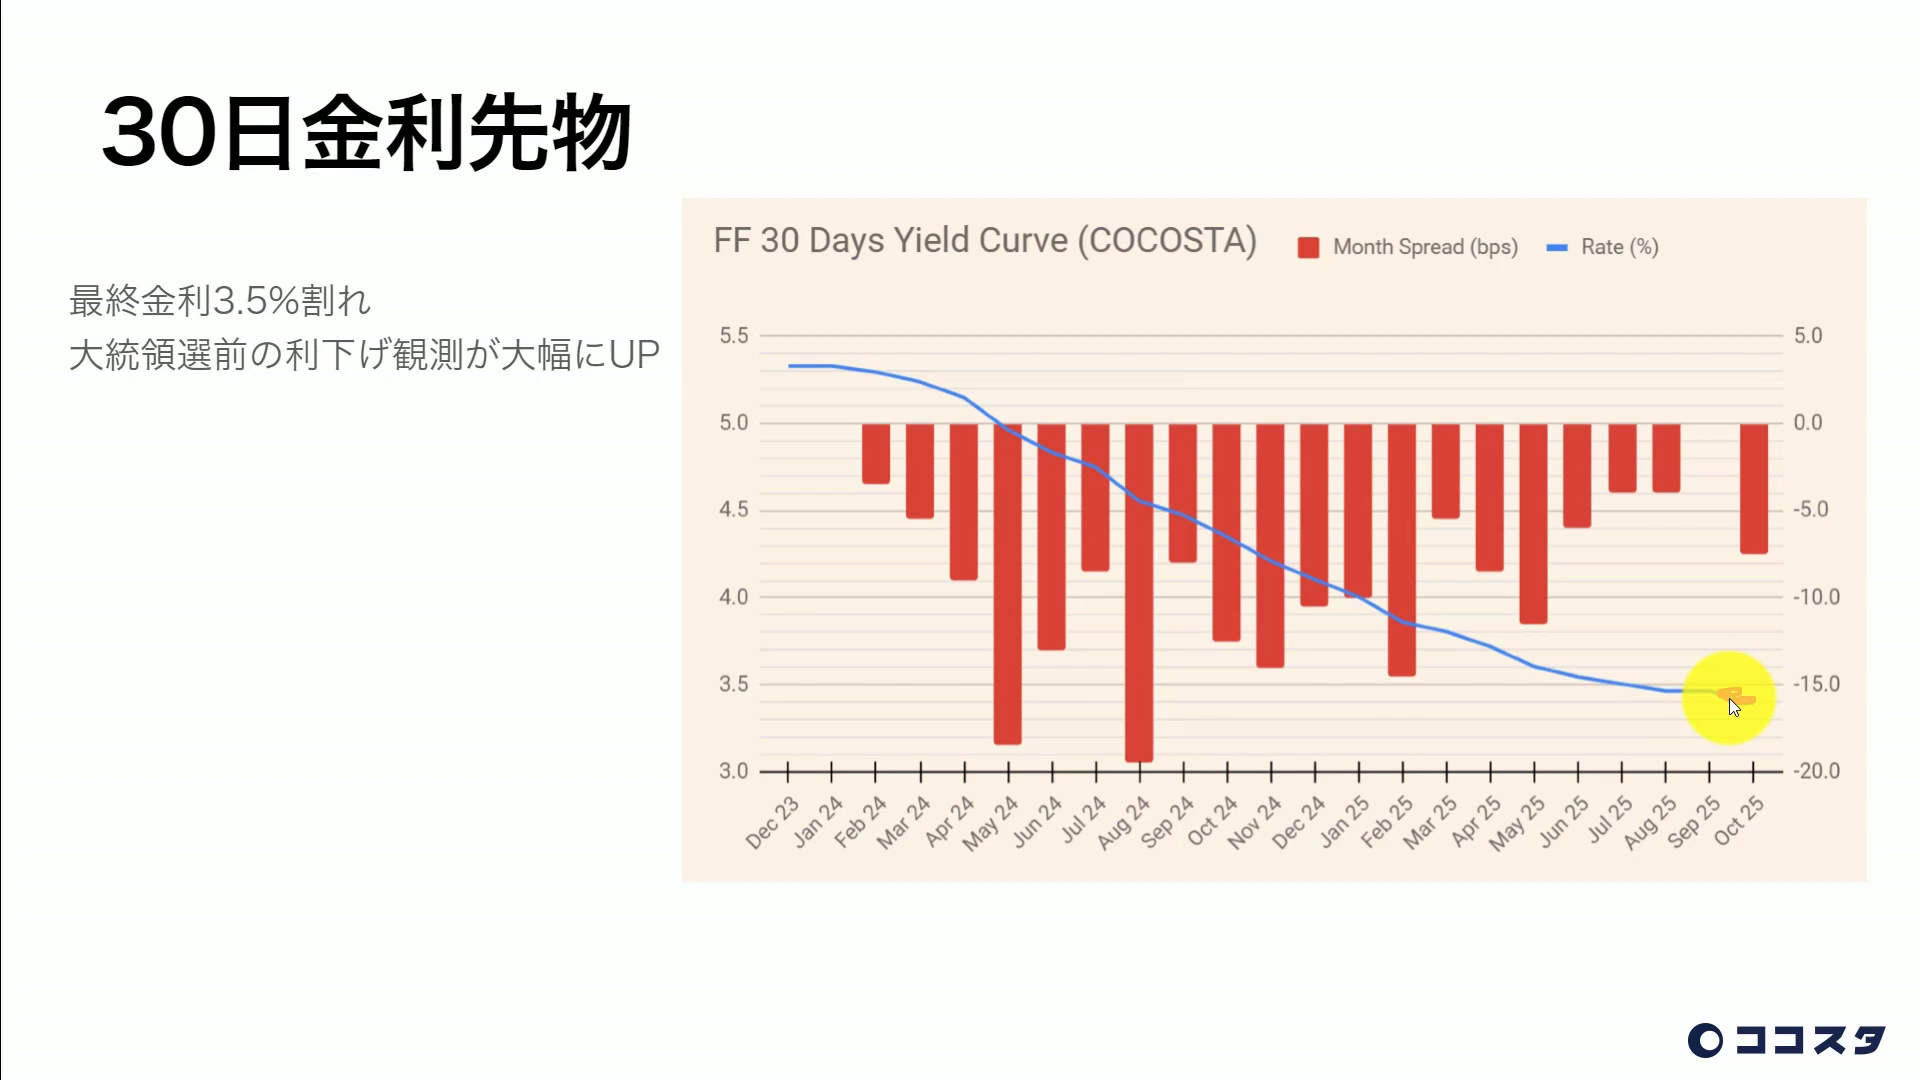 30日金利先物
最終金利3.5%割れ
大統領選前の利下げ観測が大幅にUP
FF 30 Days Yield Curve (COCOSTA)
Month Spread (bps)
Rate (%)
5.5
5.0
4.5
4.0
3.5
3.0
5.0
0.0
-5.0
-10.0
-15.0
-20.0
Dec 23
Jan 24
Feb 24
Mar 24
Apr 24
May 24
Jun 24
Jul 24
Aug 24
Sep 24
Oct 24
Nov 24
Dec 24
Jan 25
Feb 25
Mar 25
Apr 25
May 25
Jun 25
Jul 25
Aug 25
Sep 25
Oct 25
ココスタ